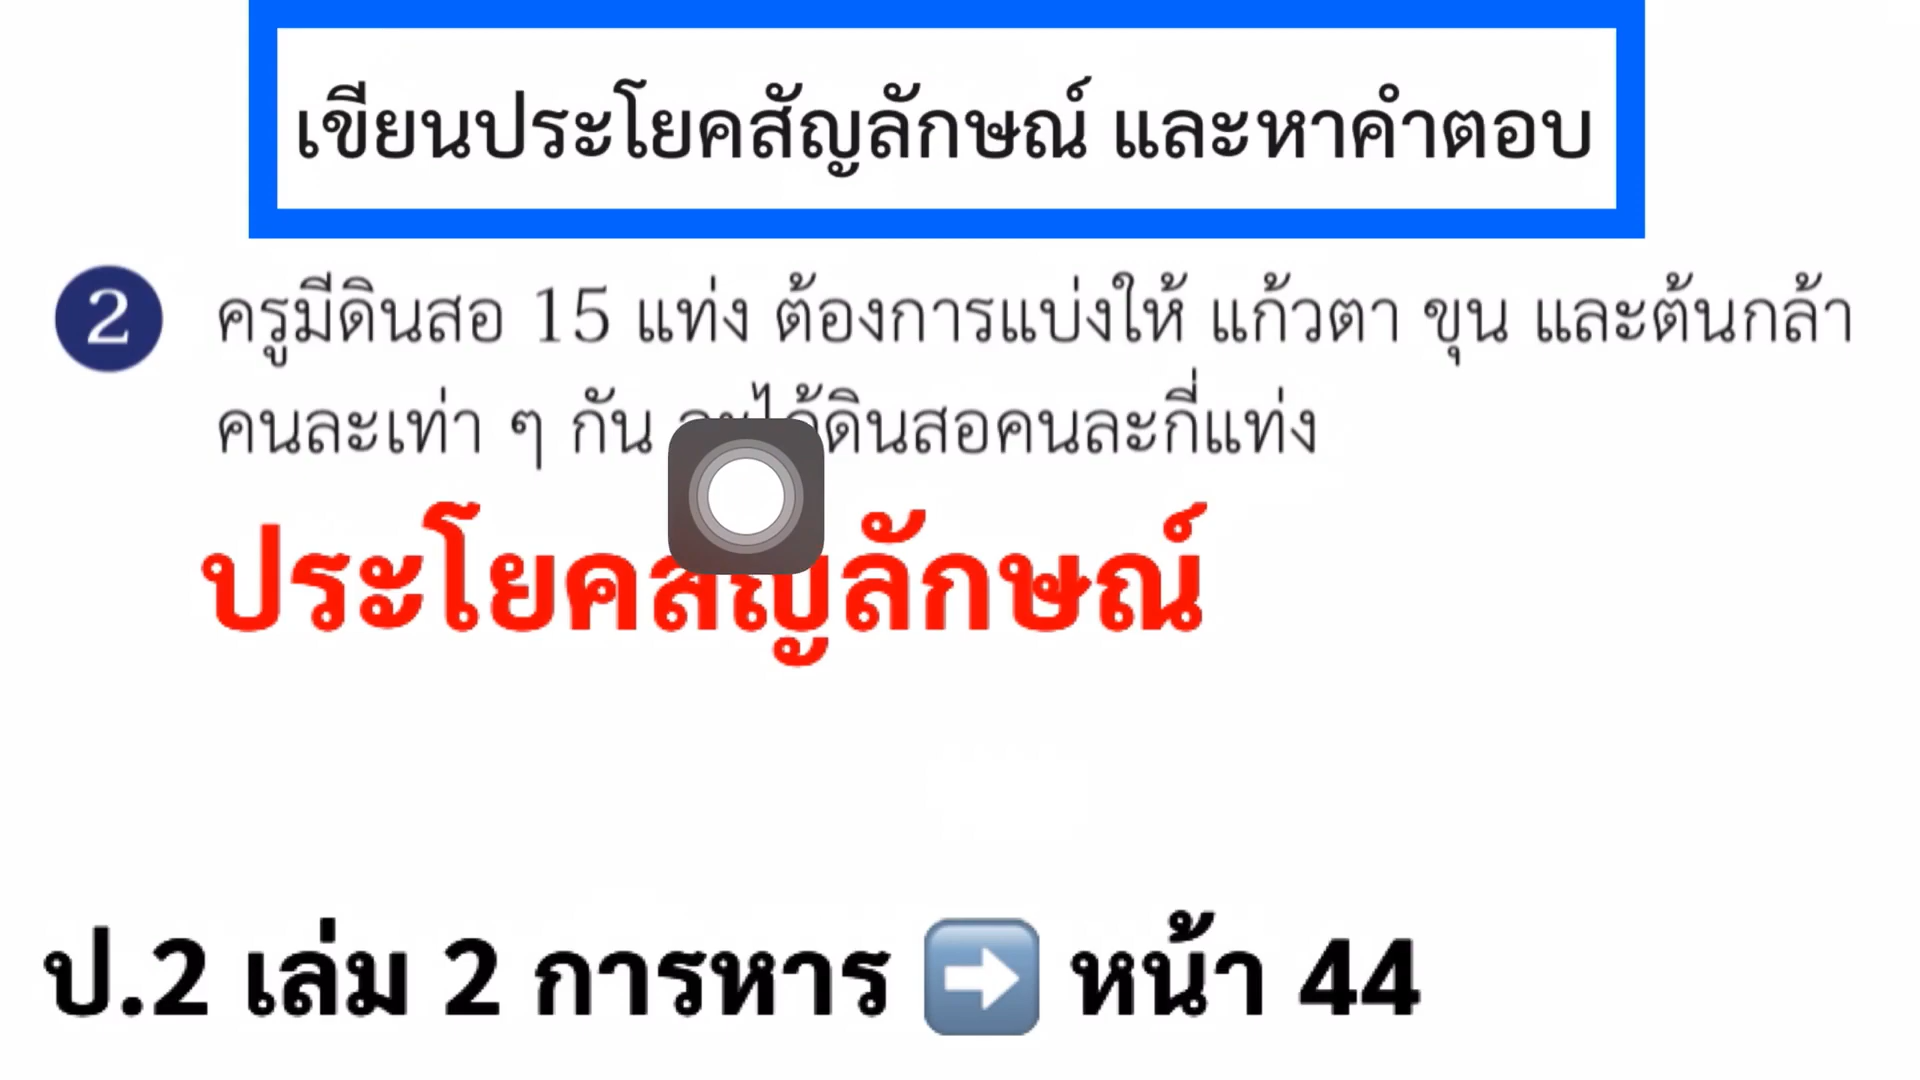 เขียนประโยคสัญลักษณ์ และหาคำตอบ
2 ครูมีดินสอ 15 แท่ง ต้องการแบ่งให้ แก้วตา ขุน และต้นกล้า
คนละเท่า ๆ กัน จะได้ดินสอคนละกี่แท่ง
ประโยคสัญลักษณ์
ป.2 เล่ม 2 การหาร ➡ หน้า 44